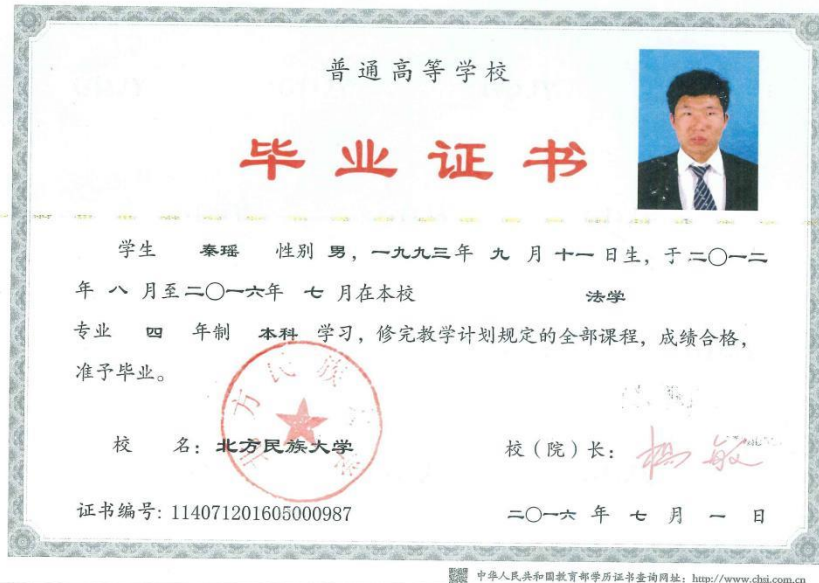 普通高等学校
毕业证书
学生 秦瑶 性别 男，一九九三年 九 月 十一 日生，于二〇一二
年 八 月至二〇一六年 七 月在本校 法学
专业 四 年制 本科 学习，修完教学计划规定的全部课程，成绩合格，
准予毕业。
校 名：北方民族大学
校（院）长：杨敏
证书编号：114071201605000987
二〇一六 年 七 月 一 日
中华人民共和国教育部学历证书查询网址：http://www.chsi.com.cn